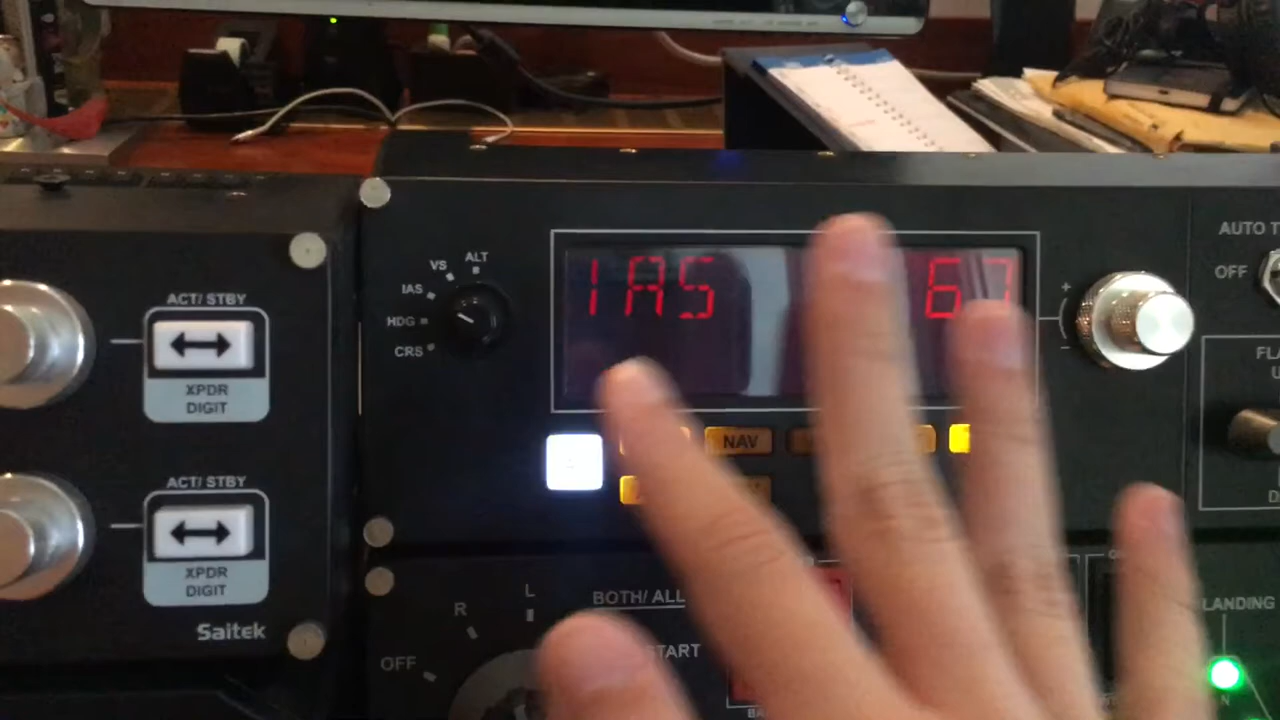 ACT/ STBY
XPDR
DIGIT
ACT/ STBY
XPDR
DIGIT
Saitek
ALT
VS
IAS
HDG
CRS
IAS 67
+
-
NAV
AUTO T
OFF
L
R
OFF
BOTH/ ALL
START
LANDING